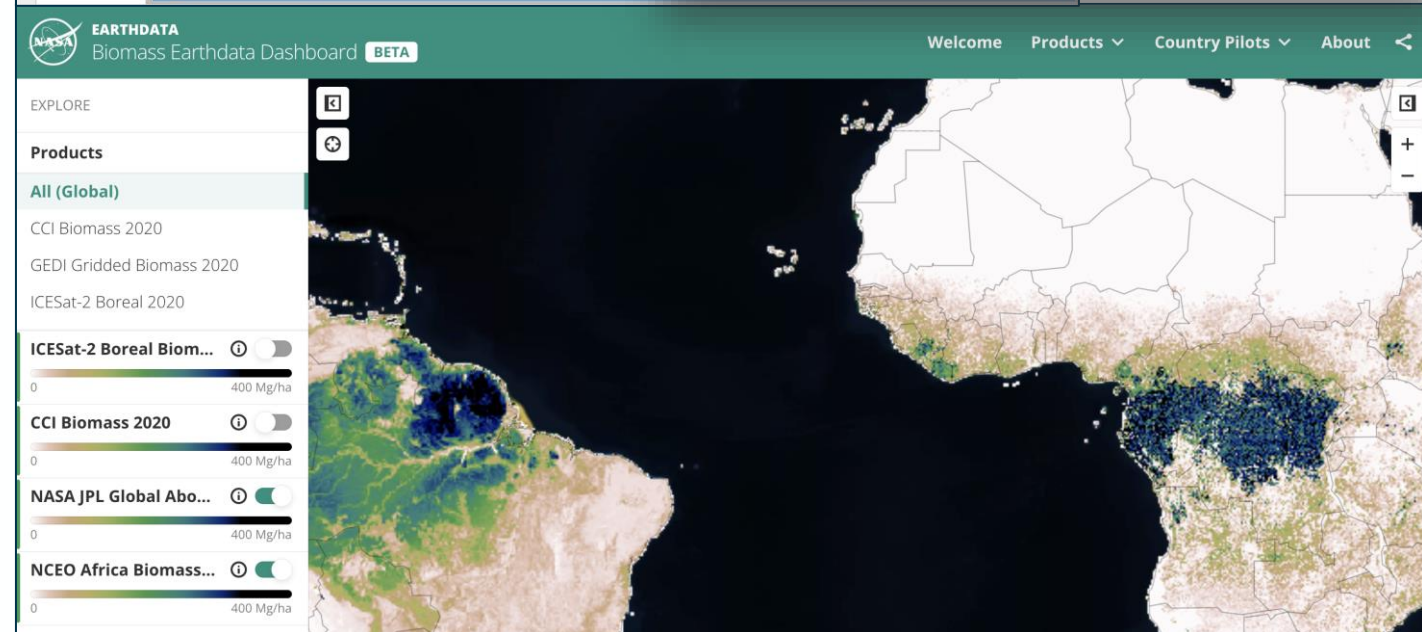 NASA
EARTHDATA
Biomass Earthdata Dashboard BETA
Welcome Products Country Pilots About
EXPLORE
Products
All (Global)
CCI Biomass 2020
GEDI Gridded Biomass 2020
ICESat-2 Boreal 2020
ICESat-2 Boreal Biom...
0 400 Mg/ha
CCI Biomass 2020
0 400 Mg/ha
NASA JPL Global Abo...
0 400 Mg/ha
NCEO Africa Biomass...
0 400 Mg/ha